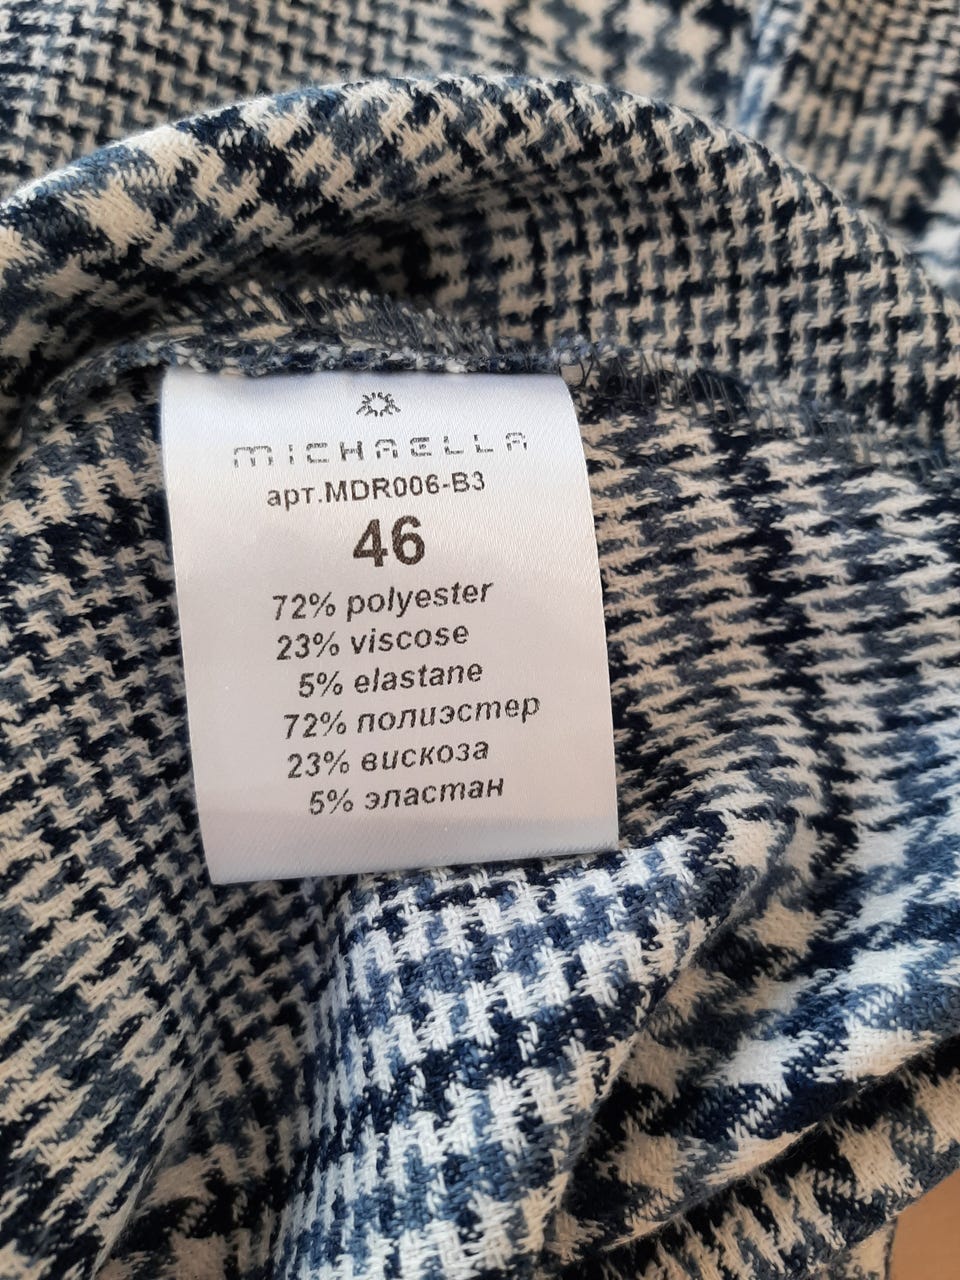 MICHAELLA
арт.MDR006-B3
46
72% polyester
23% viscose
5% elastane
72% полиэстер
23% вискоза
5% эластан